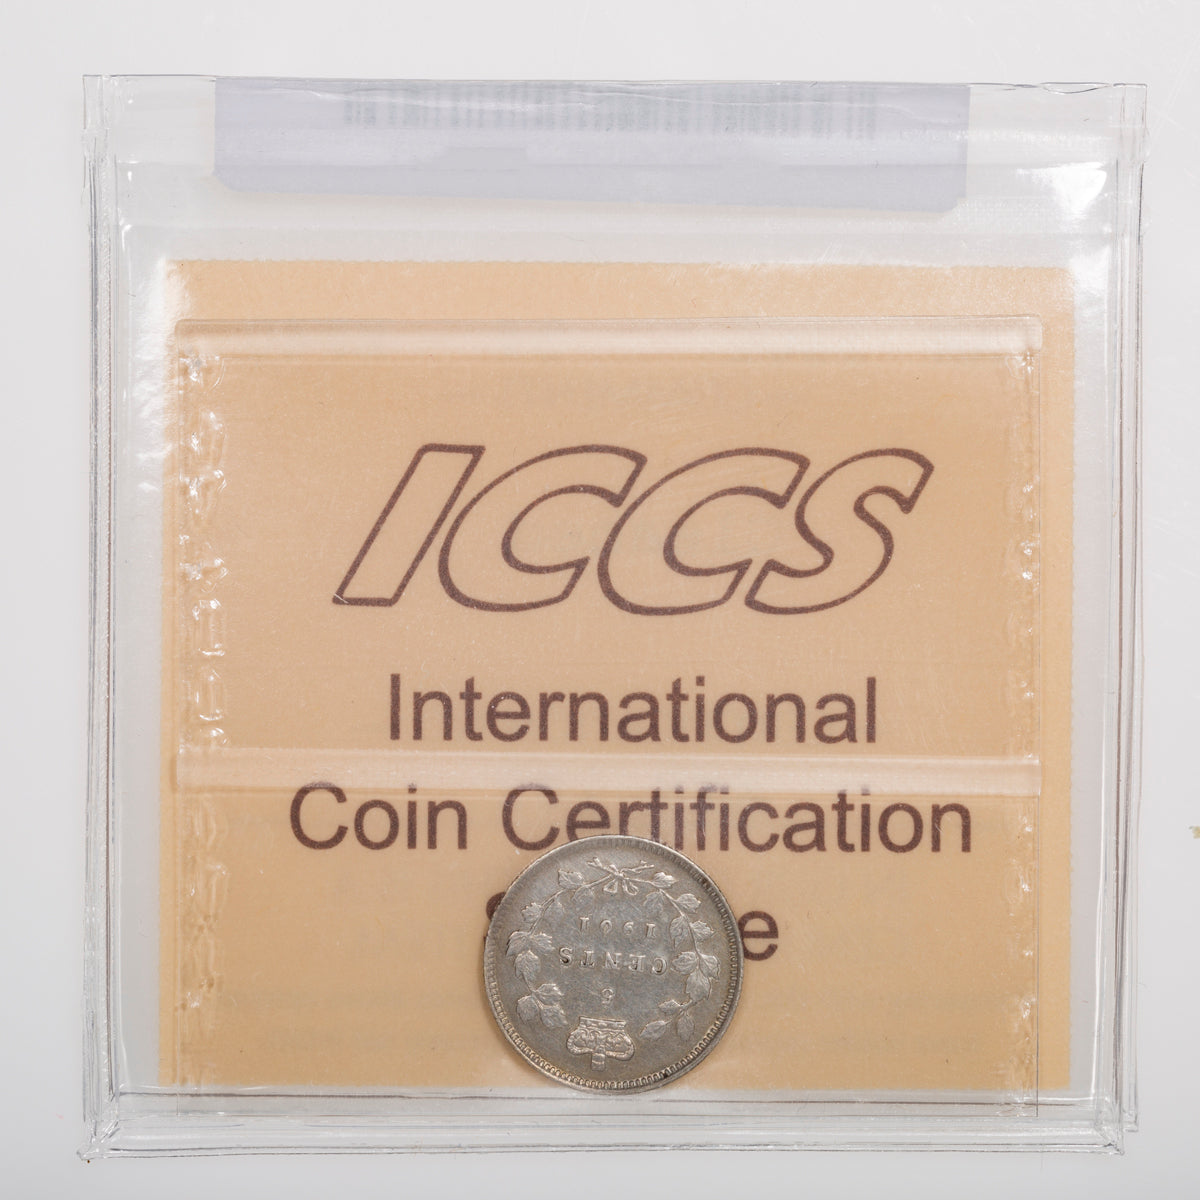 ICCS
International
Coin Certification
5
CENTS
1901